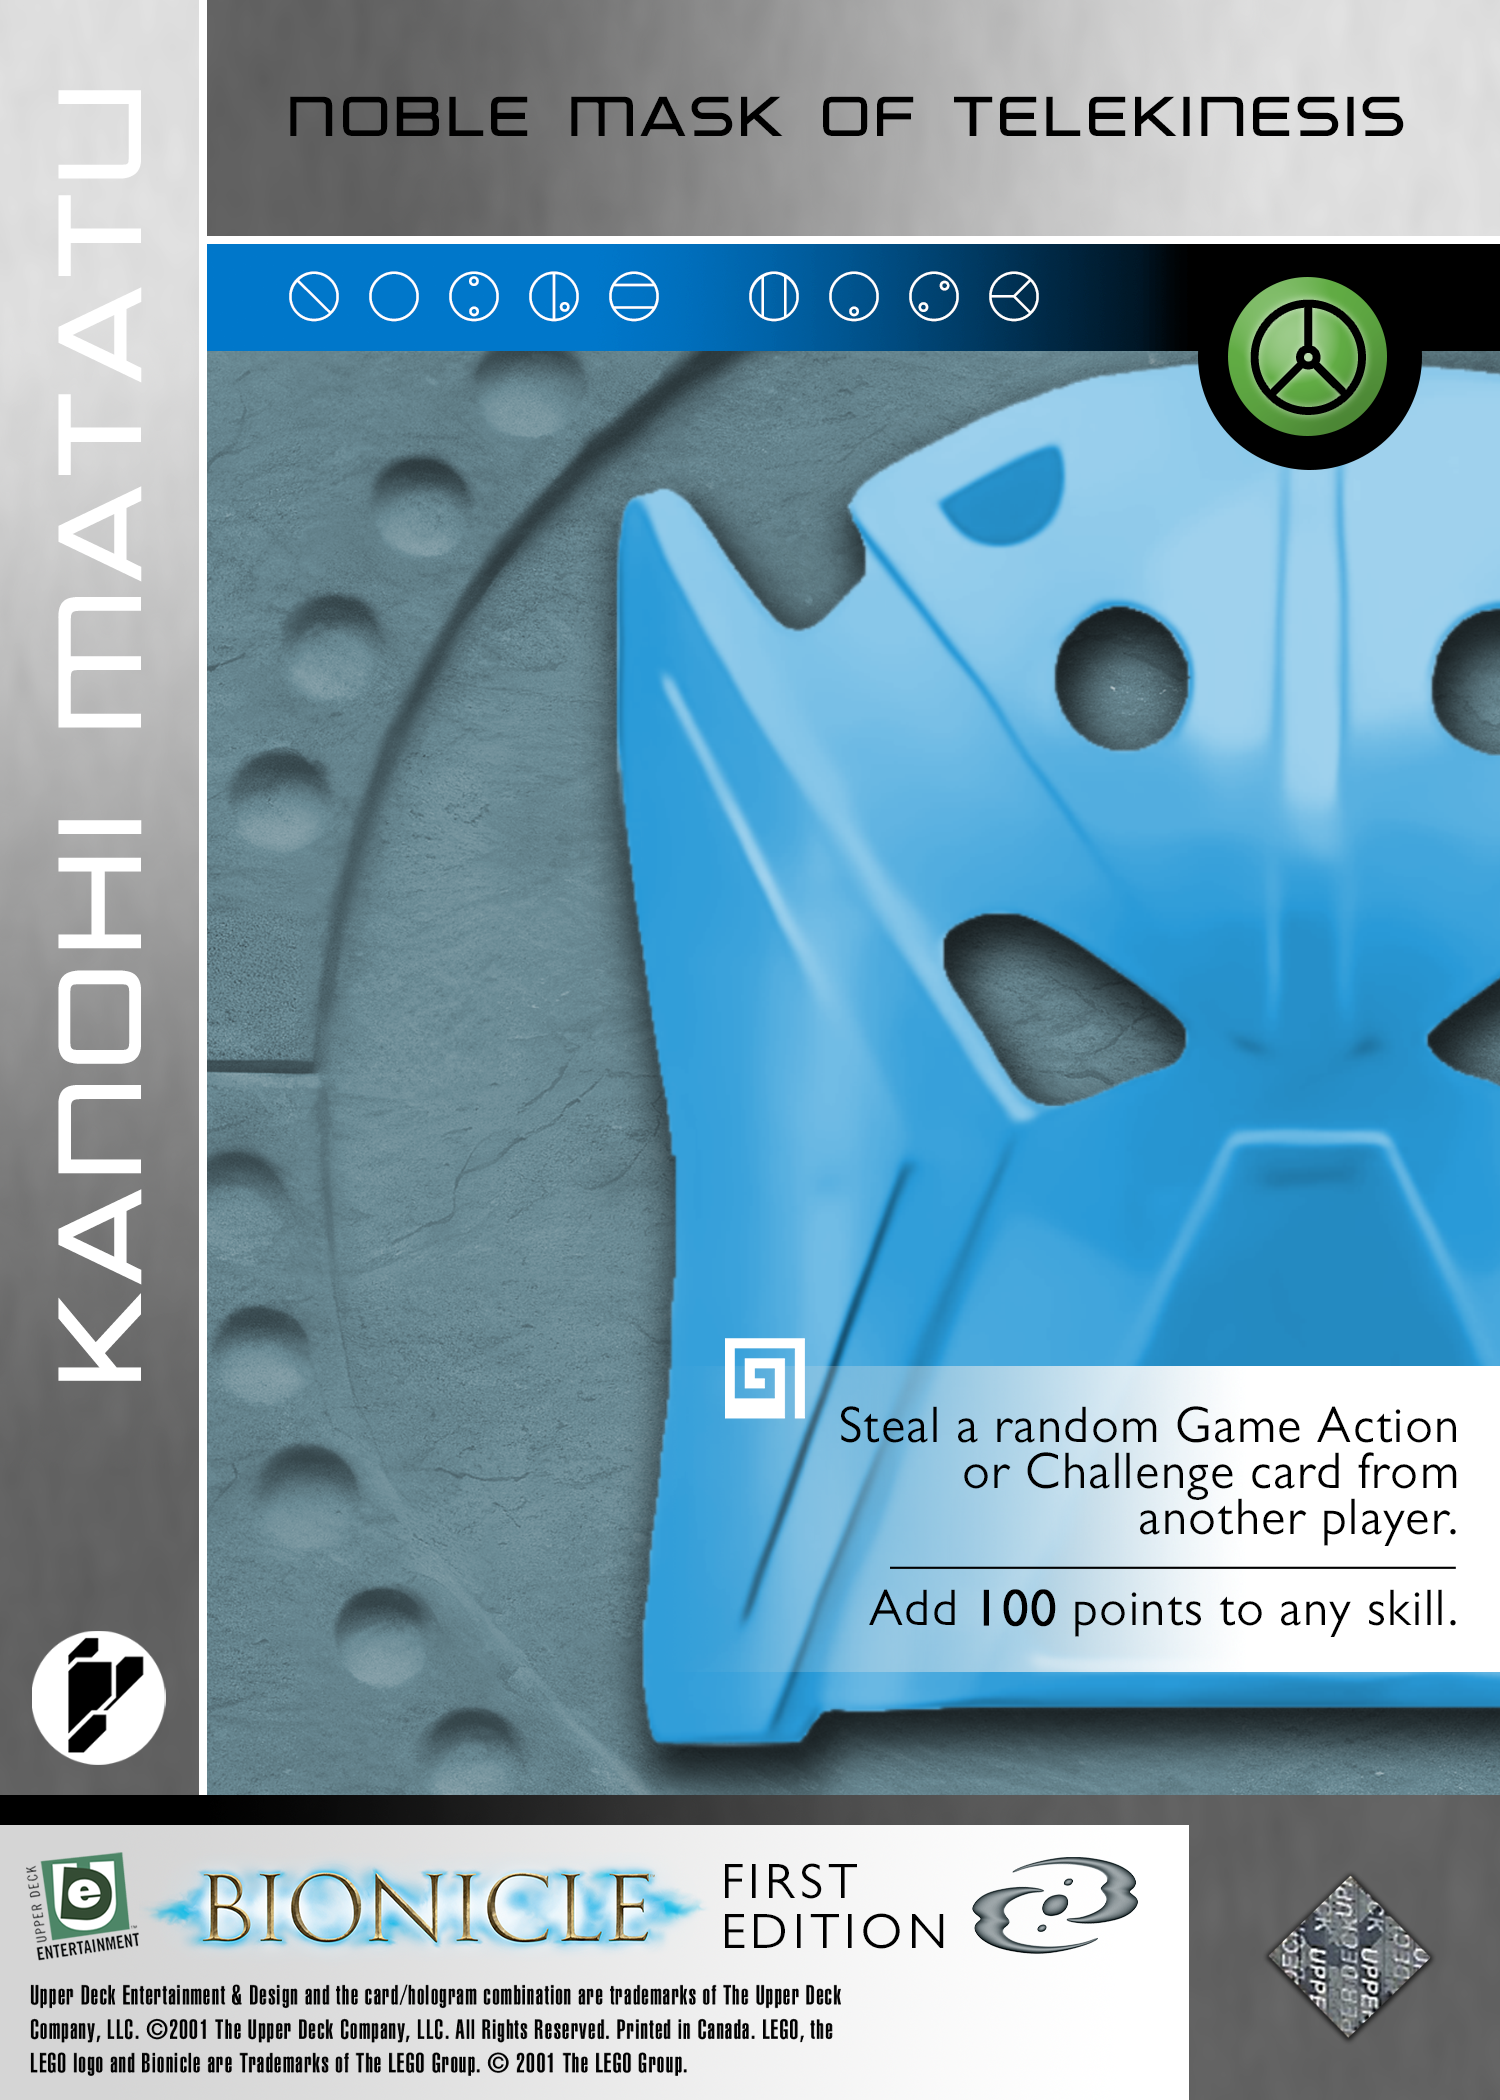 NOBLE MASK OF TELEKINESIS
KANOHI MATATU
Steal a random Game Action
or Challenge card from
another player.
Add 100 points to any skill.
UPPER DECK
e
ENTERTAINMENT
BIONICLE
FIRST
EDITION
Upper Deck Entertainment & Design and the card/hologram combination are trademarks of The Upper Deck
Company, LLC. ©2001 The Upper Deck Company, LLC. All Rights Reserved. Printed in Canada. LEGO, the
LEGO logo and Bionicle are Trademarks of The LEGO Group. © 2001 The LEGO Group.